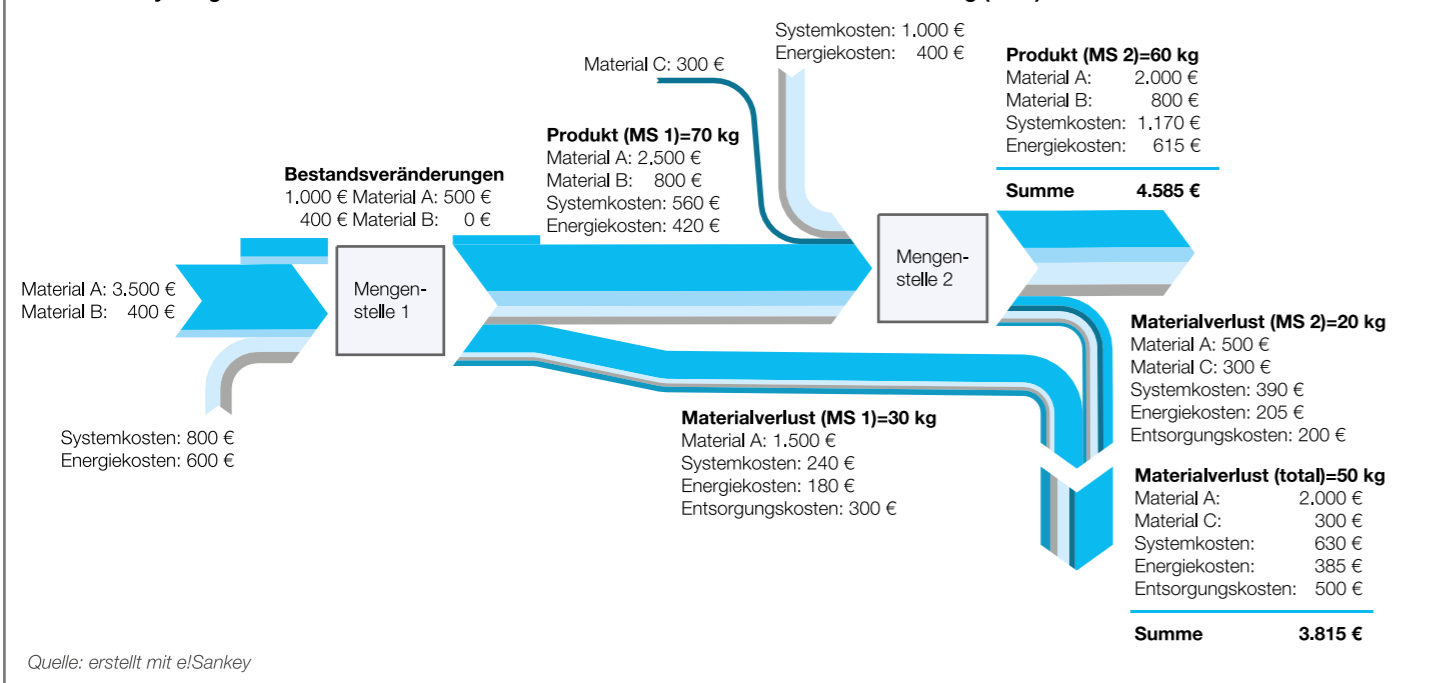 Systemkosten: 1.000 €
Energiekosten: 400 €
Material C: 300 €
Produkt (MS 2)=60 kg
Material A: 2.000 €
Material B: 800 €
Systemkosten: 1.170 €
Energiekosten: 615 €
Summe 4.585 €
Produkt (MS 1)=70 kg
Material A: 2.500 €
Material B: 800 €
Systemkosten: 560 €
Energiekosten: 420 €
Bestandsveränderungen
1.000 € Material A: 500 €
400 € Material B: 0 €
Material A: 3.500 €
Material B: 400 €
Mengen-
stelle 1
Mengen-
stelle 2
Systemkosten: 800 €
Energiekosten: 600 €
Materialverlust (MS 1)=30 kg
Material A: 1.500 €
Systemkosten: 240 €
Energiekosten: 180 €
Entsorgungskosten: 300 €
Materialverlust (MS 2)=20 kg
Material A: 500 €
Material C: 300 €
Systemkosten: 390 €
Energiekosten: 205 €
Entsorgungskosten: 200 €
Materialverlust (total)=50 kg
Material A: 2.000 €
Material C: 300 €
Systemkosten: 630 €
Energiekosten: 385 €
Entsorgungskosten: 500 €
Summe 3.815 €
Quelle: erstellt mit e!Sankey